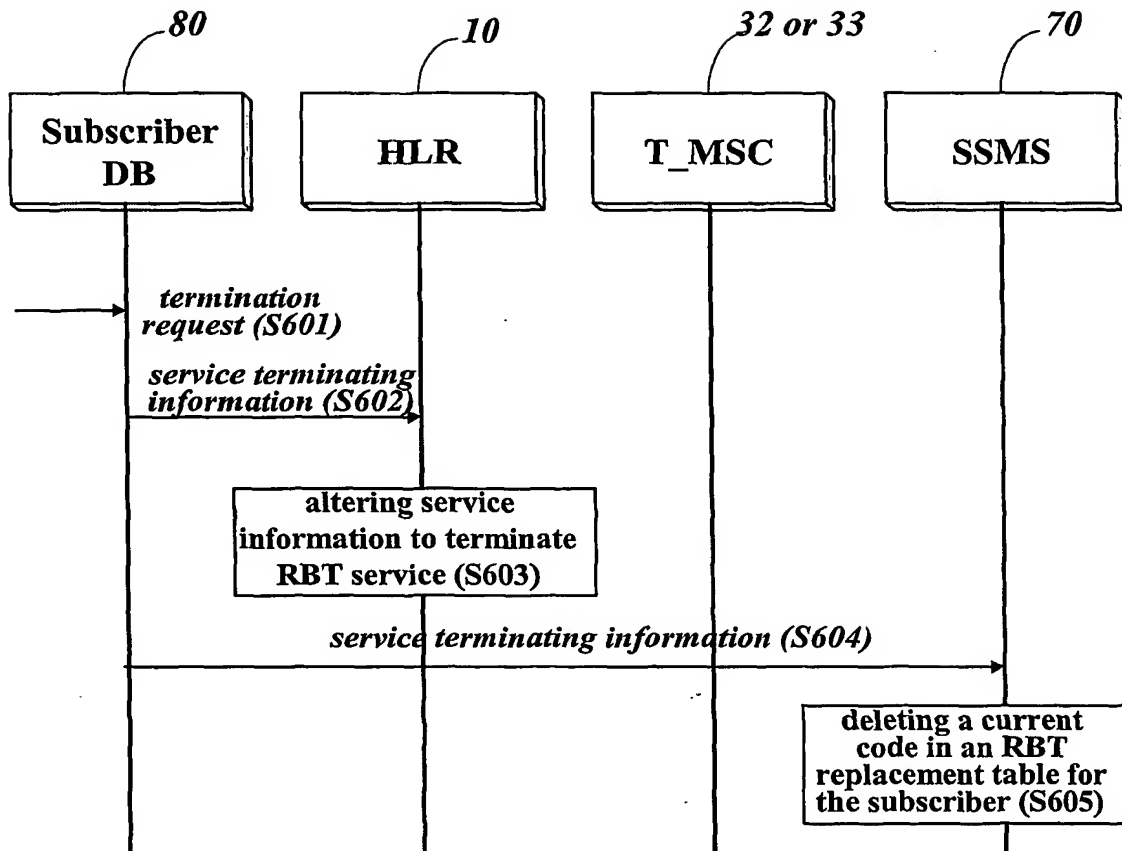 80
10
32 or 33
70
Subscriber
DB
HLR
T_MSC
SSMS
termination
request (S601)
service terminating
information (S602)
altering service
information to terminate
RBT service (S603)
service terminating information (S604)
deleting a current
code in an RBT
replacement table for
the subscriber (S605)